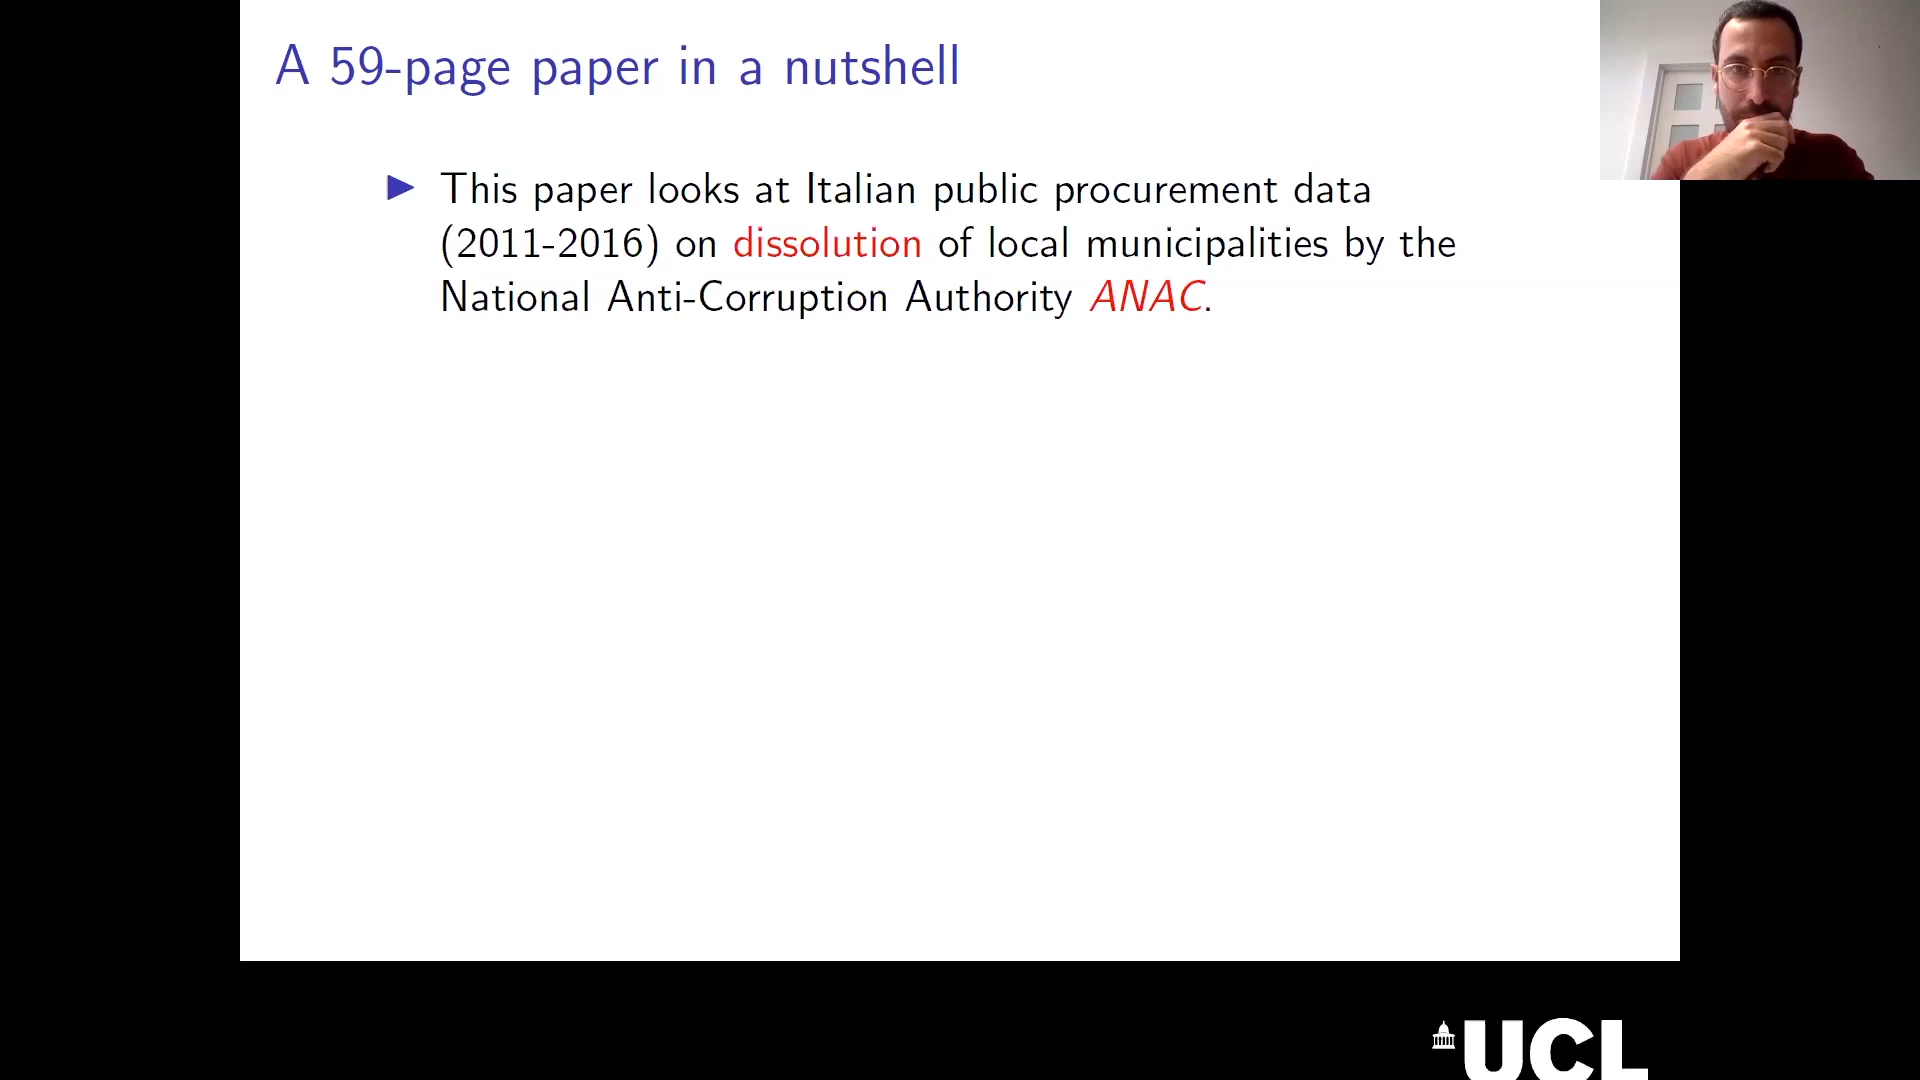 A 59-page paper in a nutshell
This paper looks at Italian public procurement data
(2011-2016) on dissolution of local municipalities by the
National Anti-Corruption Authority ANAC.
UCL